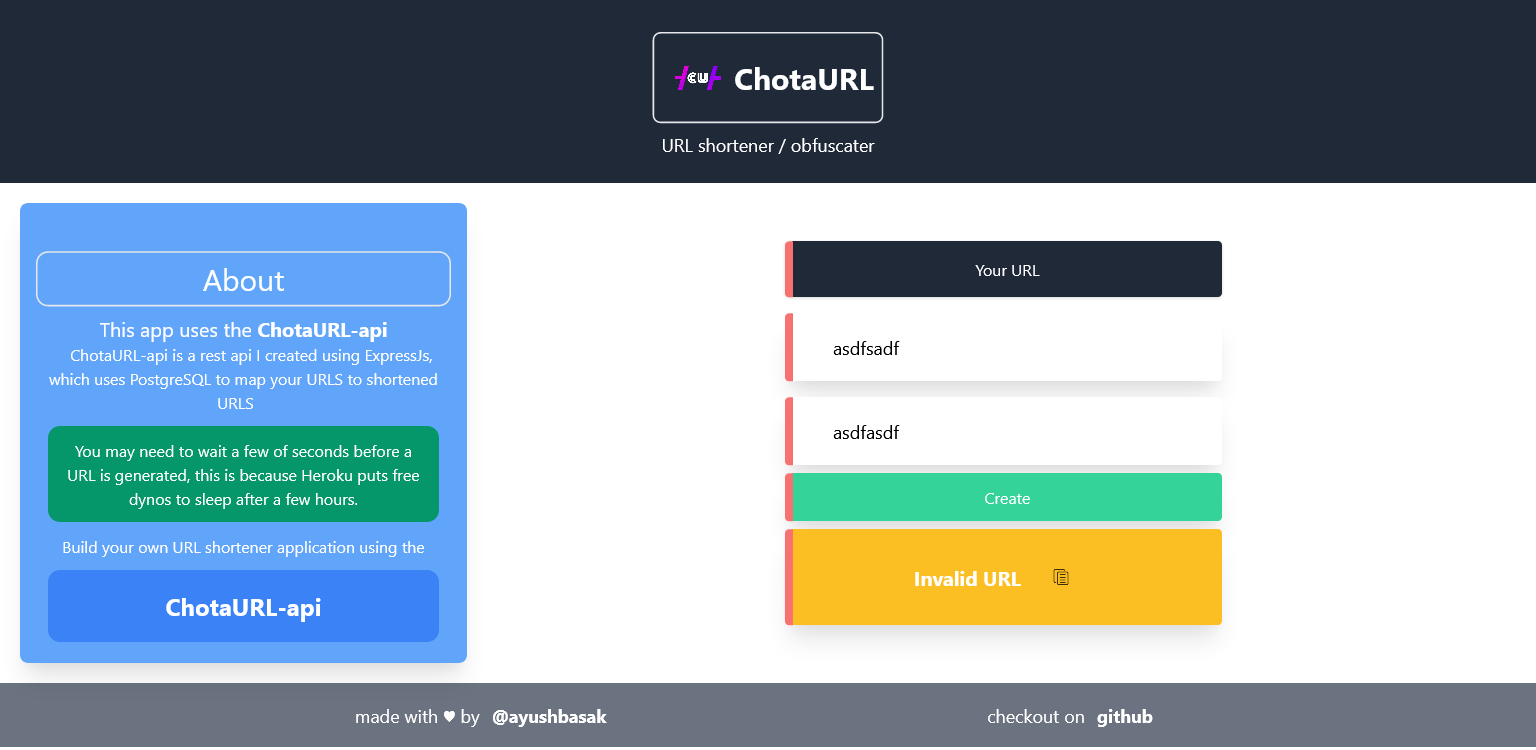 cut ChotaURL
URL shortener / obfuscater
About
This app uses the ChotaURL-api
ChotaURL-api is a rest api I created using ExpressJs,
which uses PostgreSQL to map your URLS to shortened
URLS
You may need to wait a few of seconds before a
URL is generated, this is because Heroku puts free
dynos to sleep after a few hours.
Build your own URL shortener application using the
ChotaURL-api
Your URL
asdfsadf
asdfasdf
Create
Invalid URL
made with ♥ by @ayushbasak
checkout on github